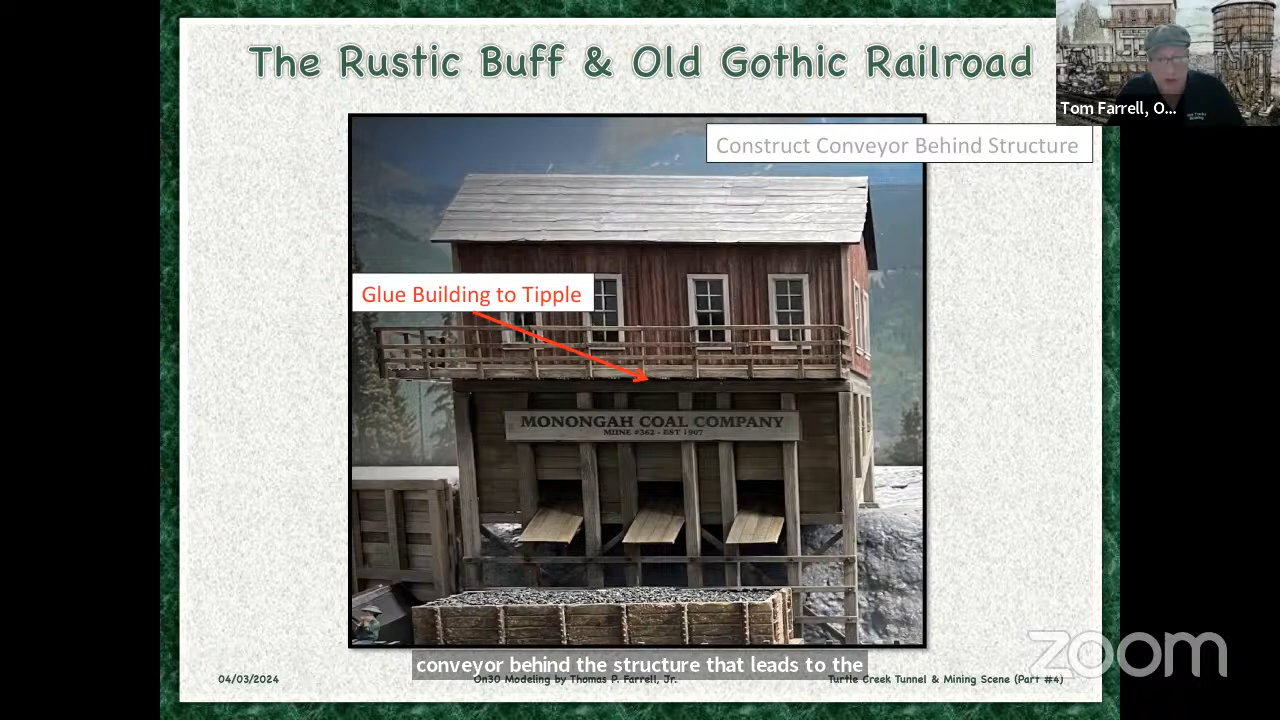 The Rustic Buff & Old Gothic Railroad
Tom Farrell, O...
Construct Conveyor Behind Structure
Glue Building to Tipple
MONONGAH COAL COMPANY
MIINE #362 - EST 1907
conveyor behind the structure that leads to the
zoom
04/03/2024
On30 Modeling by Thomas P. Farrell, Jr.
Turtle Creek Tunnel & Mining Scene (Part #4)